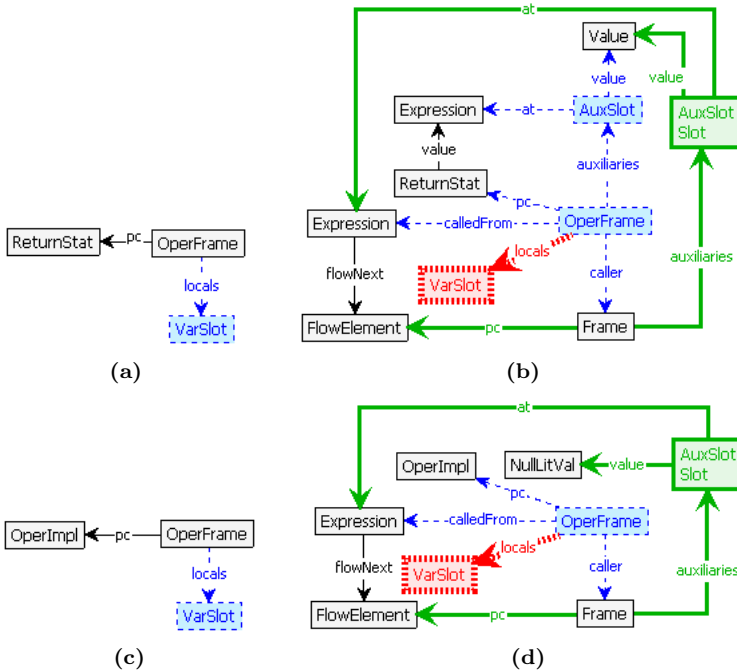 ReturnStat
pc
OperFrame
locals
VarSlot
(a)
at
Value
value
value
Expression
at
AuxSlot
AuxSlot
Slot
value
auxiliaries
ReturnStat
pc
Expression
calledFrom
OperFrame
locals
flowNext
VarSlot
caller
auxiliaries
FlowElement
pc
Frame
(b)
OperImpl
pc
OperFrame
locals
VarSlot
(c)
at
OperImpl
NullLitVal
value
AuxSlot
Slot
pc
Expression
calledFrom
OperFrame
locals
flowNext
VarSlot
caller
auxiliaries
FlowElement
pc
Frame
(d)